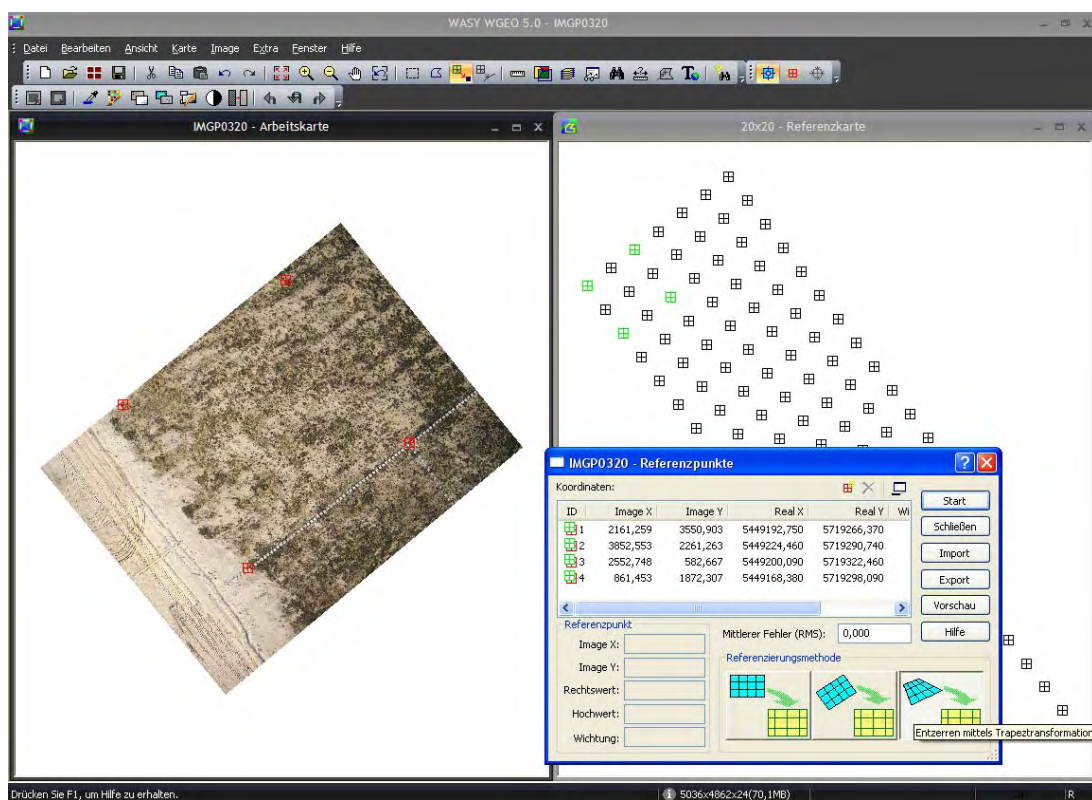 WASY WGEO 5.0 - IMGP0320
Datei Bearbeiten Ansicht Karte Image Extra Fenster Hilfe
IMGP0320 - Arbeitskarte
20x20 - Referenzkarte
IMGP0320 - Referenzpunkte
Koordinaten:
ID Image X Image Y Real X Real Y Wi
1 2161,259 3550,903 5449192,750 5719266,370
2 3852,553 2261,263 5449224,460 5719290,740
3 2552,748 582,667 5449200,090 5719322,460
4 861,453 1872,307 5449168,380 5719298,090
Start
Schließen
Import
Export
Vorschau
Hilfe
Referenzpunkt
Image X:
Image Y:
Rechtswert:
Hochwert:
Wichtung:
Mittlerer Fehler (RMS): 0,000
Referenzierungsmethode
Entzerren mittels Trapeztransformation
Drücken Sie F1, um Hilfe zu erhalten.
5036x4862x24(70,1MB)
R